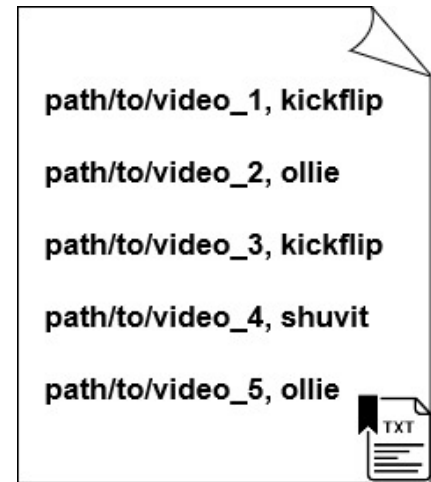 path/to/video_1, kickflip
path/to/video_2, ollie
path/to/video_3, kickflip
path/to/video_4, shuvit
path/to/video_5, ollie
TXT